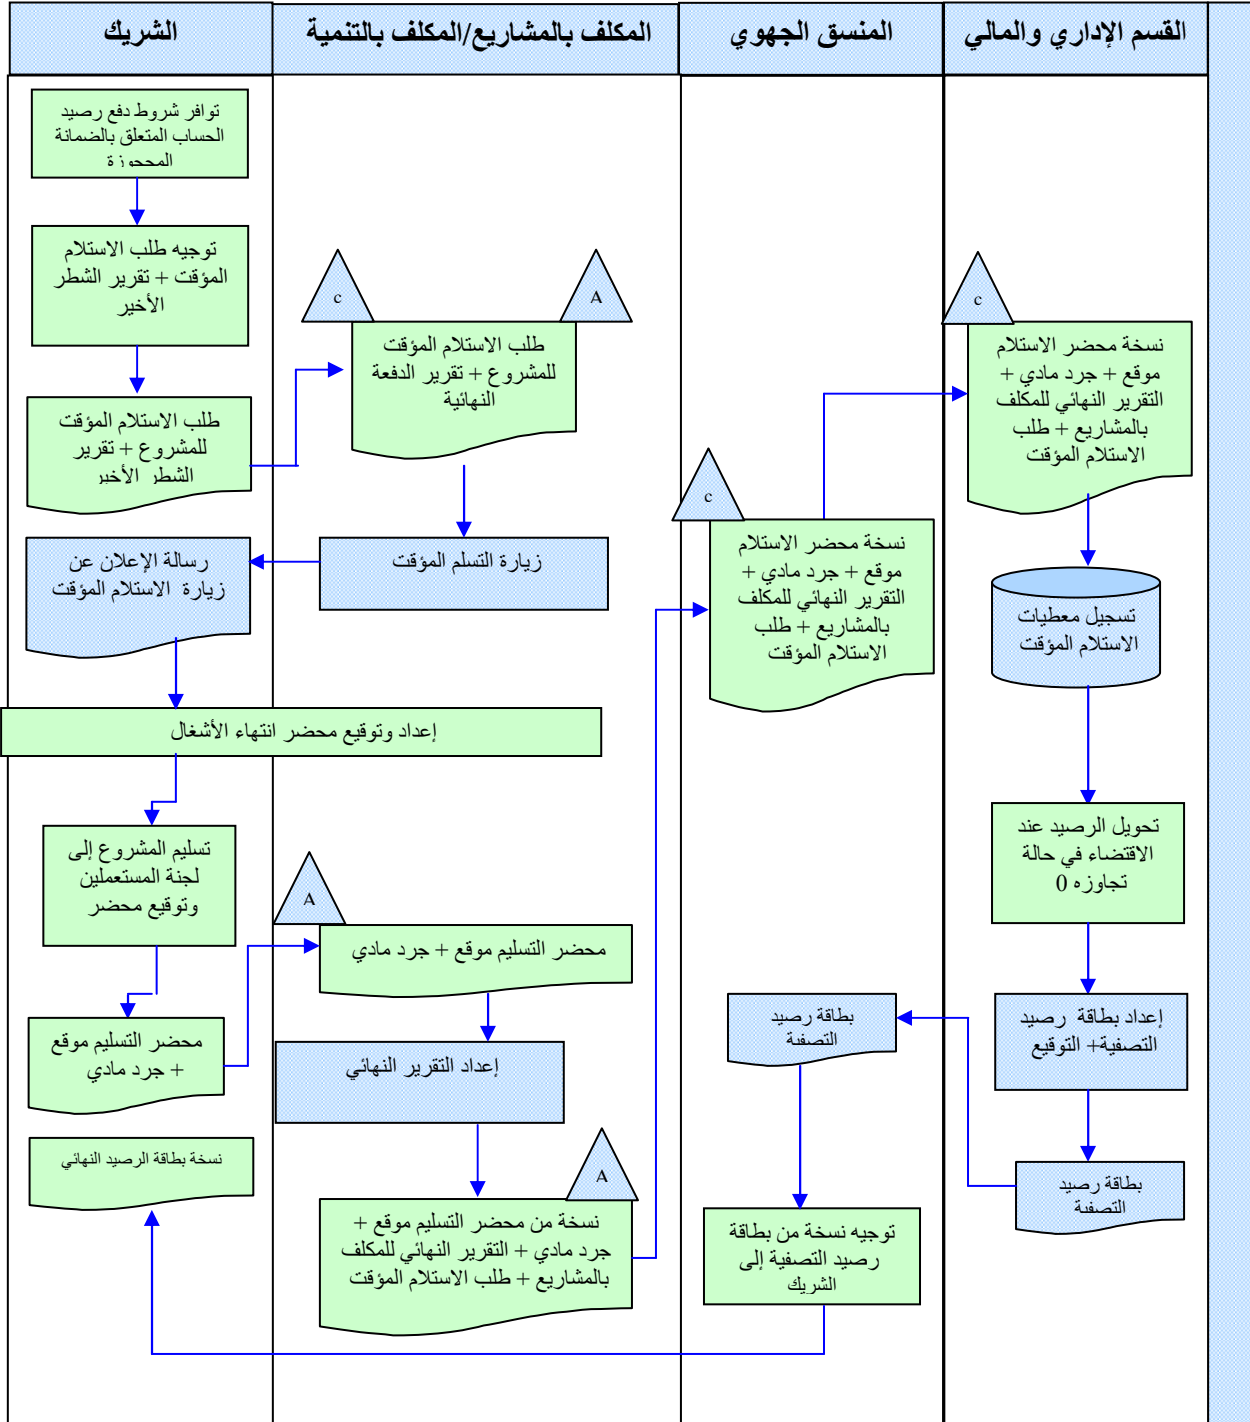 القسم الإداري والمالي
المنسق الجهوي
المكلف بالمشاريع/المكلف بالتنمية
الشريك
توافر شروط دفع رصيد
الحساب المتعلق بالضمانة
المحجوزة
توجيه طلب الاستلام
المؤقت + تقرير الشطر
الأخير
طلب الاستلام المؤقت
للمشروع + تقرير
الشطر الأخير
c
A
طلب الاستلام المؤقت
للمشروع + تقرير الدفعة
النهائية
زيارة التسلم المؤقت
رسالة الإعلان عن
زيارة الاستلام المؤقت
إعداد وتوقيع محضر انتهاء الأشغال
تسليم المشروع إلى
لجنة المستعملين
وتوقيع محضر
محضر التسليم موقع
+ جرد مادي
A
محضر التسليم موقع + جرد مادي
إعداد التقرير النهائي
A
نسخة من محضر التسليم موقع +
جرد مادي + التقرير النهائي للمكلف
بالمشاريع + طلب الاستلام المؤقت
c
نسخة محضر الاستلام
موقع + جرد مادي +
التقرير النهائي للمكلف
بالمشاريع + طلب
الاستلام المؤقت
c
نسخة محضر الاستلام
موقع + جرد مادي +
التقرير النهائي للمكلف
بالمشاريع + طلب
الاستلام المؤقت
تسجيل معطيات
الاستلام المؤقت
تحويل الرصيد عند
الاقتضاء في حالة
تجاوزه 0
إعداد بطاقة رصيد
التصفية+ التوقيع
بطاقة رصيد
التصفية
بطاقة رصيد
التصفية
توجيه نسخة من بطاقة
رصيد التصفية إلى
الشريك
نسخة بطاقة الرصيد النهائي